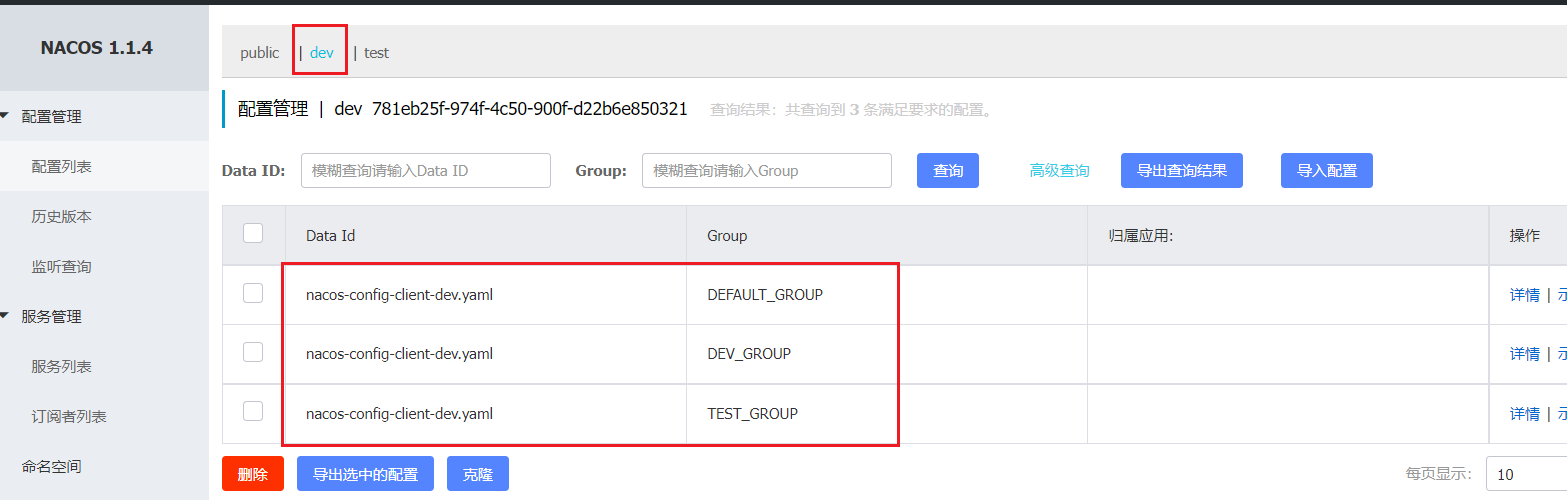 NACOS 1.1.4
public | dev | test
配置管理 | dev 781eb25f-974f-4c50-900f-d22b6e850321 查询结果：共查询到 3 条满足要求的配置。
配置管理
配置列表
历史版本
监听查询
服务管理
服务列表
订阅者列表
命名空间
Data ID: 模糊查询请输入Data ID Group: 模糊查询请输入Group 查询 高级查询 导出查询结果 导入配置
Data Id Group 归属应用: 操作
nacos-config-client-dev.yaml DEFAULT_GROUP 详情 |
nacos-config-client-dev.yaml DEV_GROUP 详情 |
nacos-config-client-dev.yaml TEST_GROUP 详情 |
删除 导出选中的配置 克隆 每页显示： 10